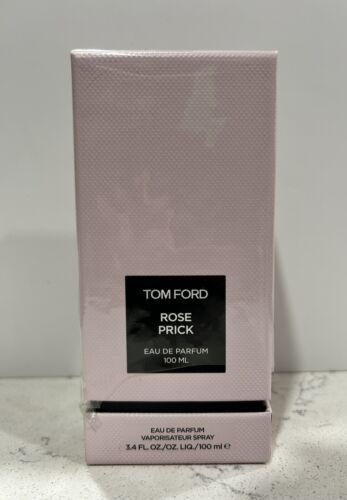 TOM FORD
ROSE
PRICK
EAU DE PARFUM
100 ML
EAU DE PARFUM
VAPORISATEUR SPRAY
3.4 FL. OZ./OZ. LIQ./100 ml ℮